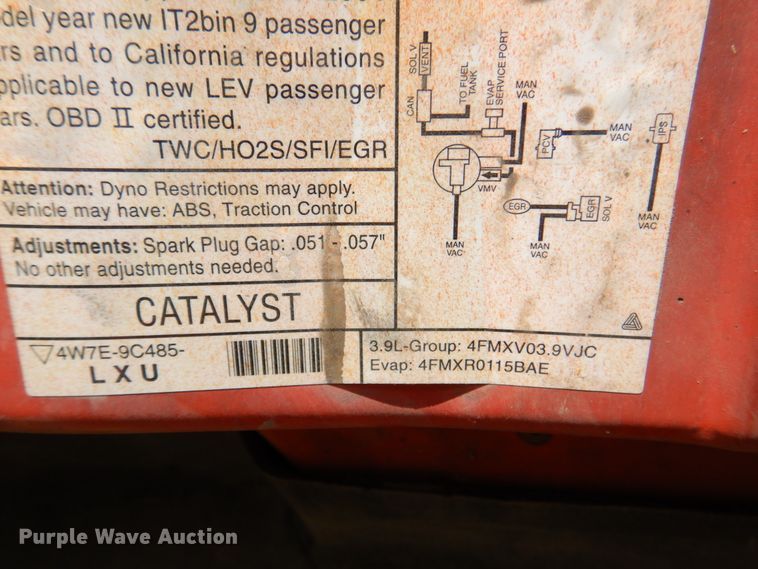 del year new IT2bin 9 passenger
rs and to California regulations
pplicable to new LEV passenger
ars. OBD II certified.
TWC/HO2S/SFI/EGR
Attention: Dyno Restrictions may apply.
Vehicle may have: ABS, Traction Control
Adjustments: Spark Plug Gap: .051 - .057"
No other adjustments needed.
CATALYST
4W7E-9C485-
LXU
3.9L-Group: 4FMXV03.9VJC
Evap: 4FMXR0115BAE
SOL V
VENT
CAN
TO FUEL
TANK
EVAP
SERVICE PORT
MAN
VAC
VMV
MAN
VAC
PCV
MAN
VAC
IPS
MAN
VAC
EGR
EGR
SOL V
MAN
VAC
Purple Wave Auction